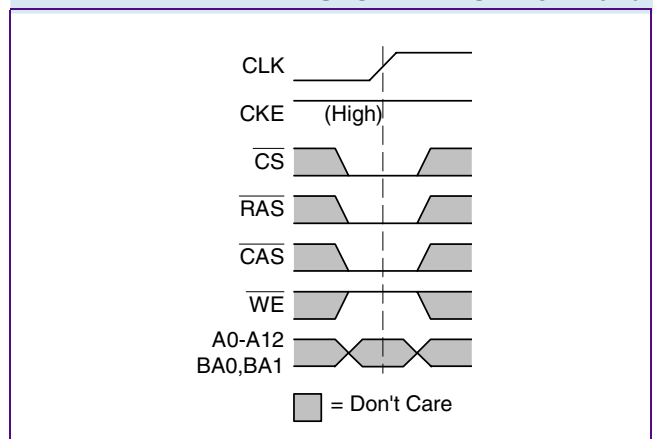 CLK
CKE (High)
CS
RAS
CAS
WE
A0-A12
BA0,BA1
= Don't Care